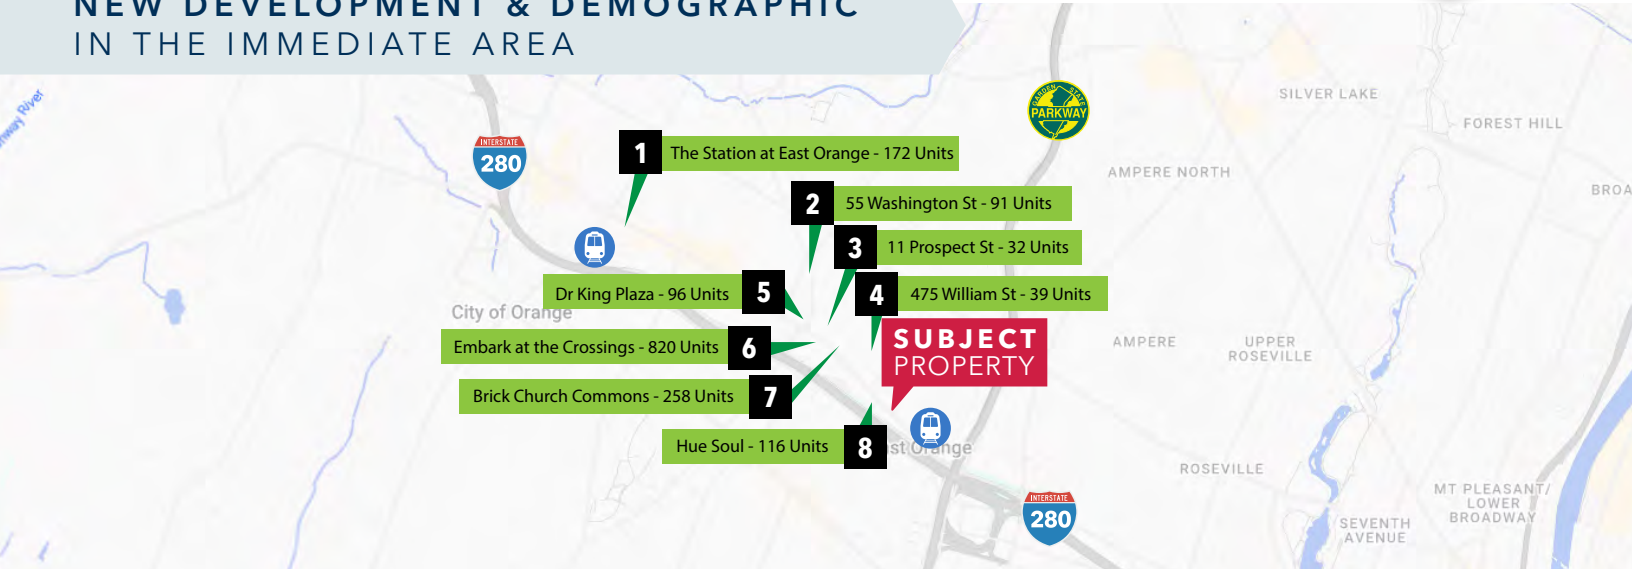 NEW DEVELOPMENT & DEMOGRAPHIC
IN THE IMMEDIATE AREA
River
GARDEN STATE
PARKWAY
SILVER LAKE
FOREST HILL
INTERSTATE
280
1 The Station at East Orange - 172 Units
AMPERE NORTH
2 55 Washington St - 91 Units
3 11 Prospect St - 32 Units
Dr King Plaza - 96 Units 5
4 475 William St - 39 Units
City of Orange
SUBJECT
PROPERTY
Embark at the Crossings - 820 Units 6
AMPERE
UPPER
ROSEVILLE
Brick Church Commons - 258 Units 7
Hue Soul - 116 Units 8
st Orange
ROSEVILLE
MT PLEASANT/
LOWER
BROADWAY
INTERSTATE
280
SEVENTH
AVENUE